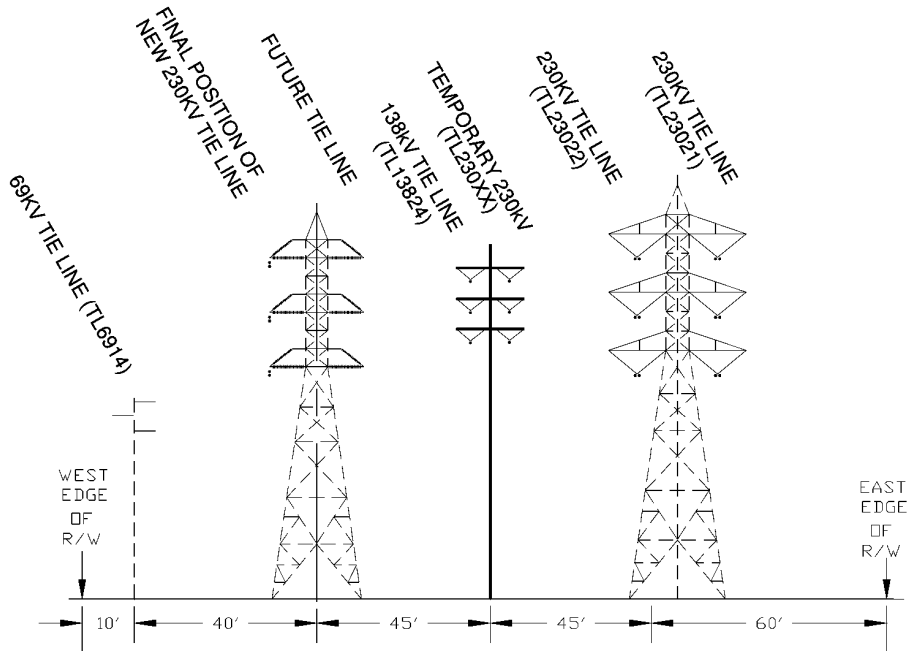 69KV TIE LINE (TL6914)
FINAL POSITION OF
NEW 230KV TIE LINE
FUTURE TIE LINE
138kV TIE LINE
(TL13824)
TEMPORARY 230kV
(TL230XX)
230KV TIE LINE
(TL23022)
230KV TIE LINE
(TL23021)
WEST
EDGE
OF
R/W
EAST
EDGE
OF
R/W
10' 40' 45' 45' 60'